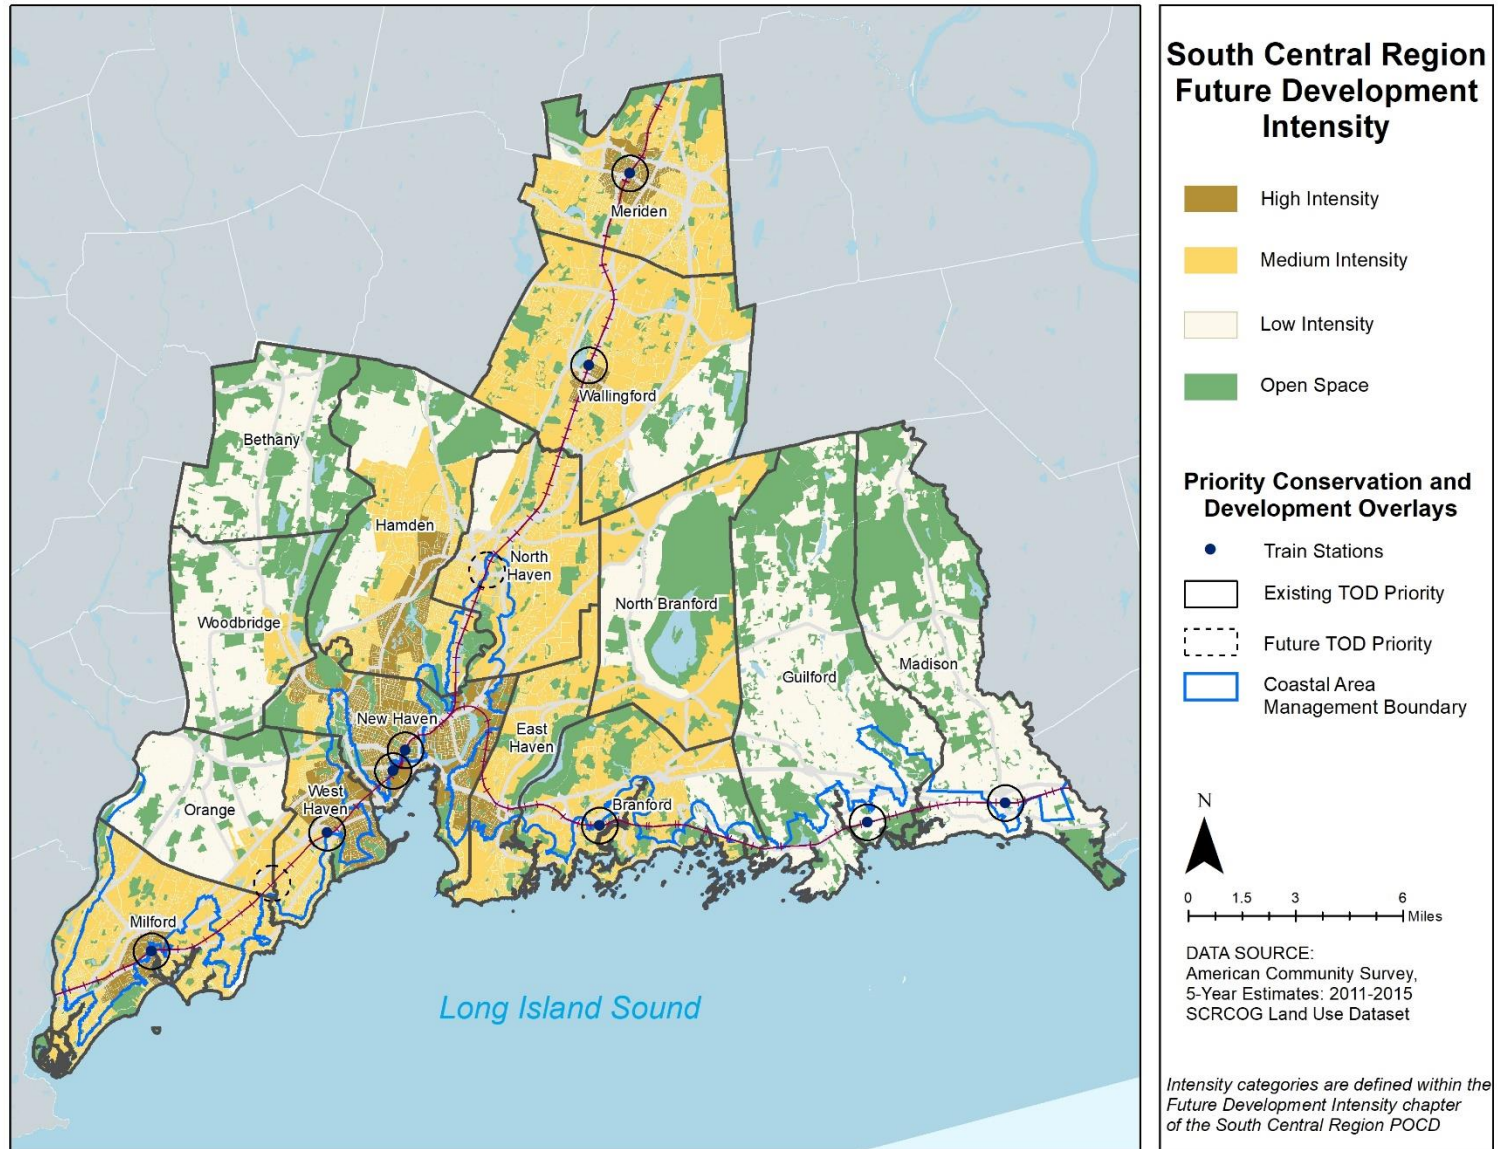 South Central Region
Future Development
Intensity
High Intensity
Medium Intensity
Low Intensity
Open Space
Priority Conservation and
Development Overlays
Train Stations
Existing TOD Priority
Future TOD Priority
Coastal Area
Management Boundary
N
0 1.5 3 6
Miles
DATA SOURCE:
American Community Survey,
5-Year Estimates: 2011-2015
SCRCOG Land Use Dataset
Intensity categories are defined within the
Future Development Intensity chapter
of the South Central Region POCD
Meriden
Wallingford
Bethany
Hamden
North
Haven
North Branford
Woodbridge
Madison
Guilford
New Haven
East
Haven
West
Haven
Orange
Branford
Milford
Long Island Sound